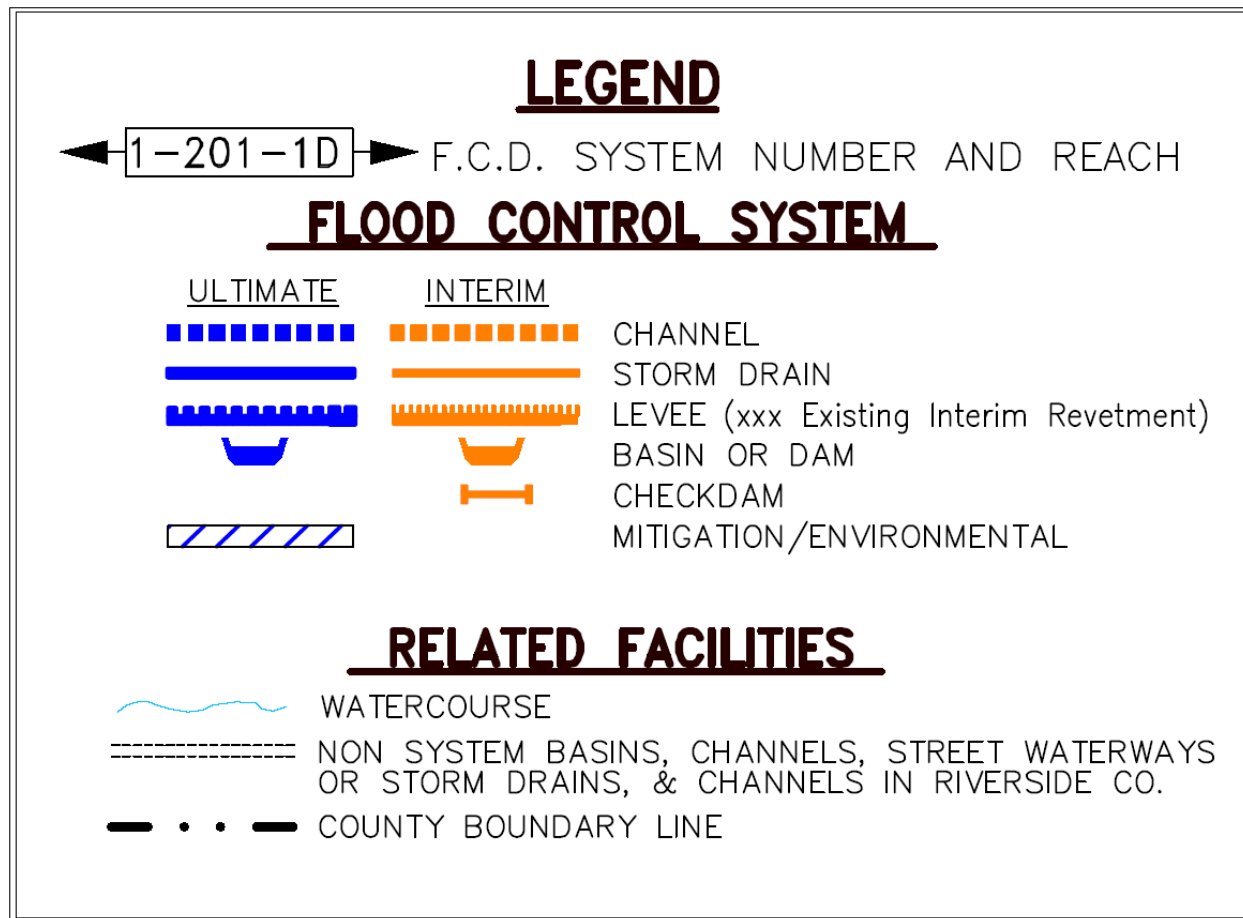 LEGEND
1-201-1D F.C.D. SYSTEM NUMBER AND REACH
FLOOD CONTROL SYSTEM
ULTIMATE INTERIM
CHANNEL
STORM DRAIN
LEVEE (xxx Existing Interim Revetment)
BASIN OR DAM
CHECKDAM
MITIGATION/ENVIRONMENTAL
RELATED FACILITIES
WATERCOURSE
NON SYSTEM BASINS, CHANNELS, STREET WATERWAYS
OR STORM DRAINS, & CHANNELS IN RIVERSIDE CO.
COUNTY BOUNDARY LINE